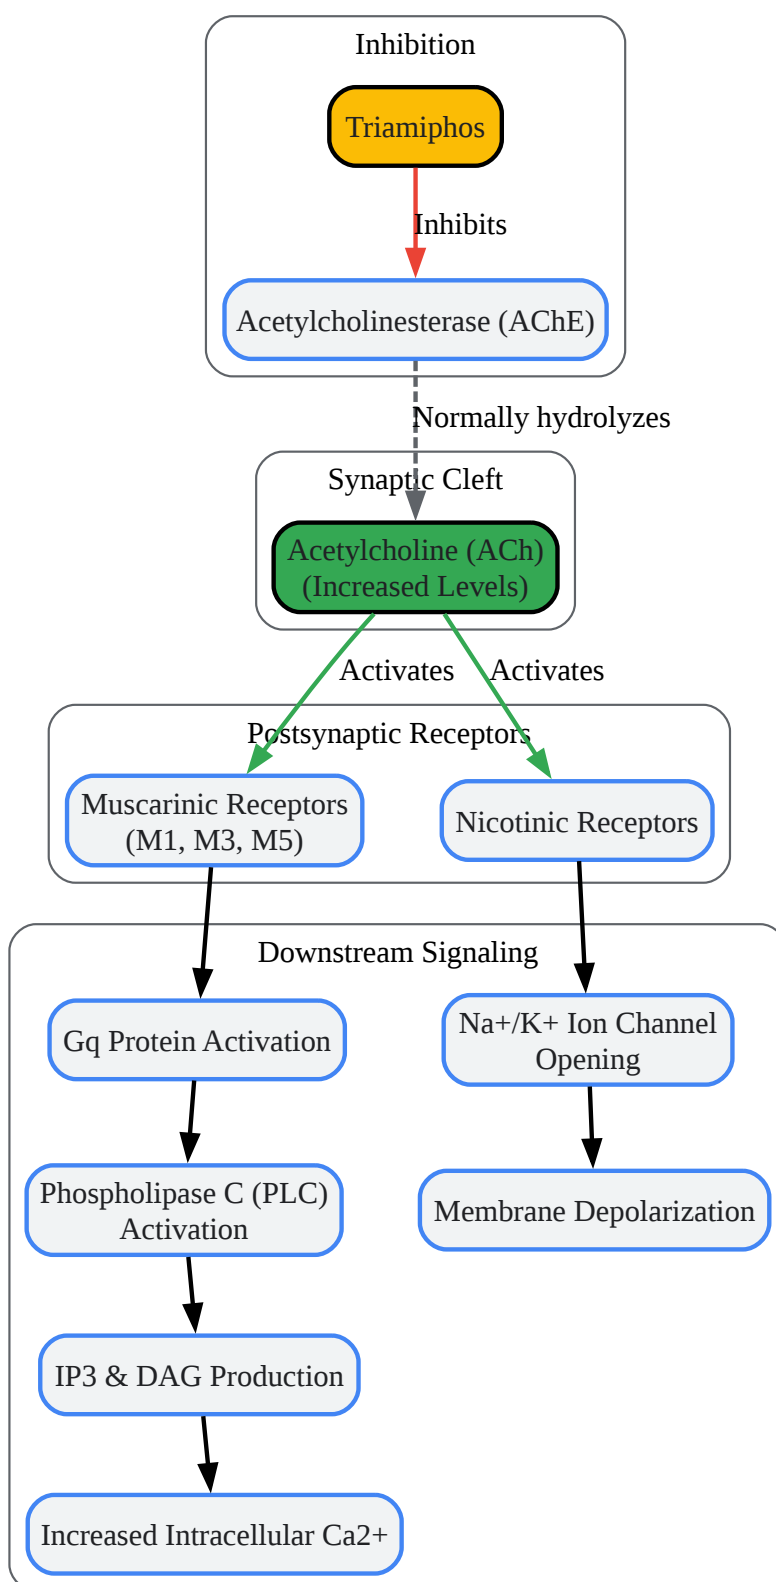 Inhibition
Triamiphos
Inhibits
Acetylcholinesterase (AChE)
Normally hydrolyzes
Synaptic Cleft
Acetylcholine (ACh)
(Increased Levels)
Activates
Activates
Postsynaptic Receptors
Muscarinic Receptors
(M1, M3, M5)
Nicotinic Receptors
Downstream Signaling
Gq Protein Activation
Na+/K+ Ion Channel
Opening
Phospholipase C (PLC)
Activation
Membrane Depolarization
IP3 & DAG Production
Increased Intracellular Ca2+